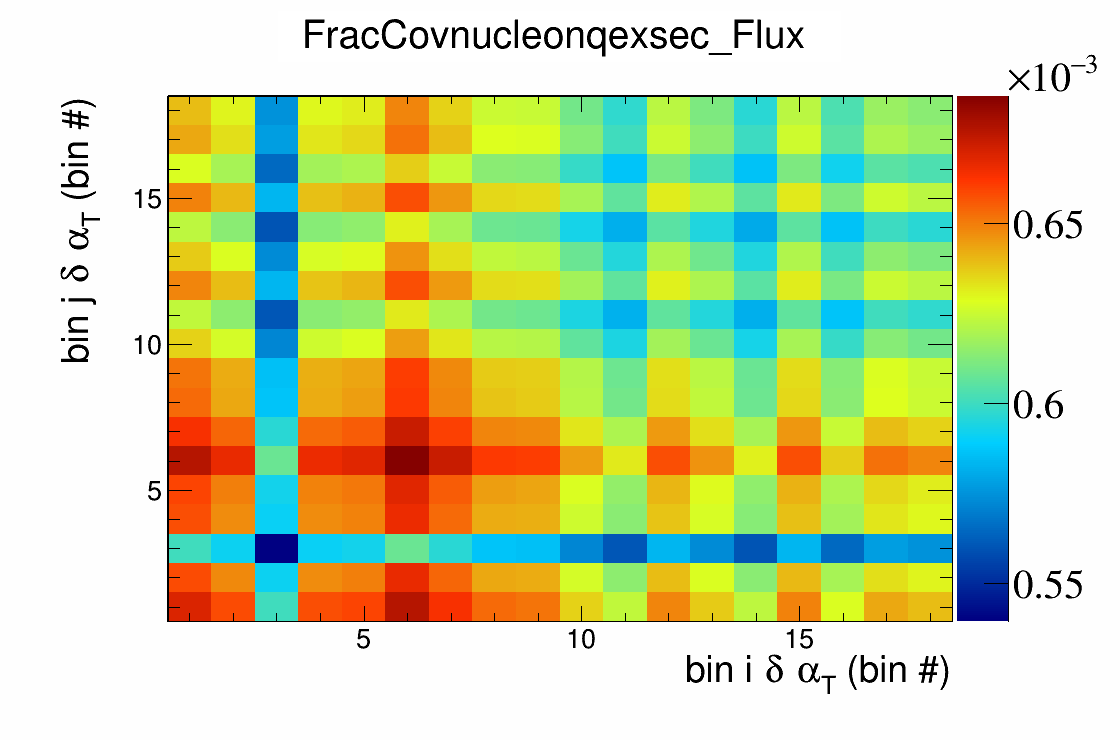 FracCovnucleonqexsec_Flux
×10⁻³
bin j δ α_T (bin #)
15
10
5
0.65
0.6
0.55
5 10 15
bin i δ α_T (bin #)